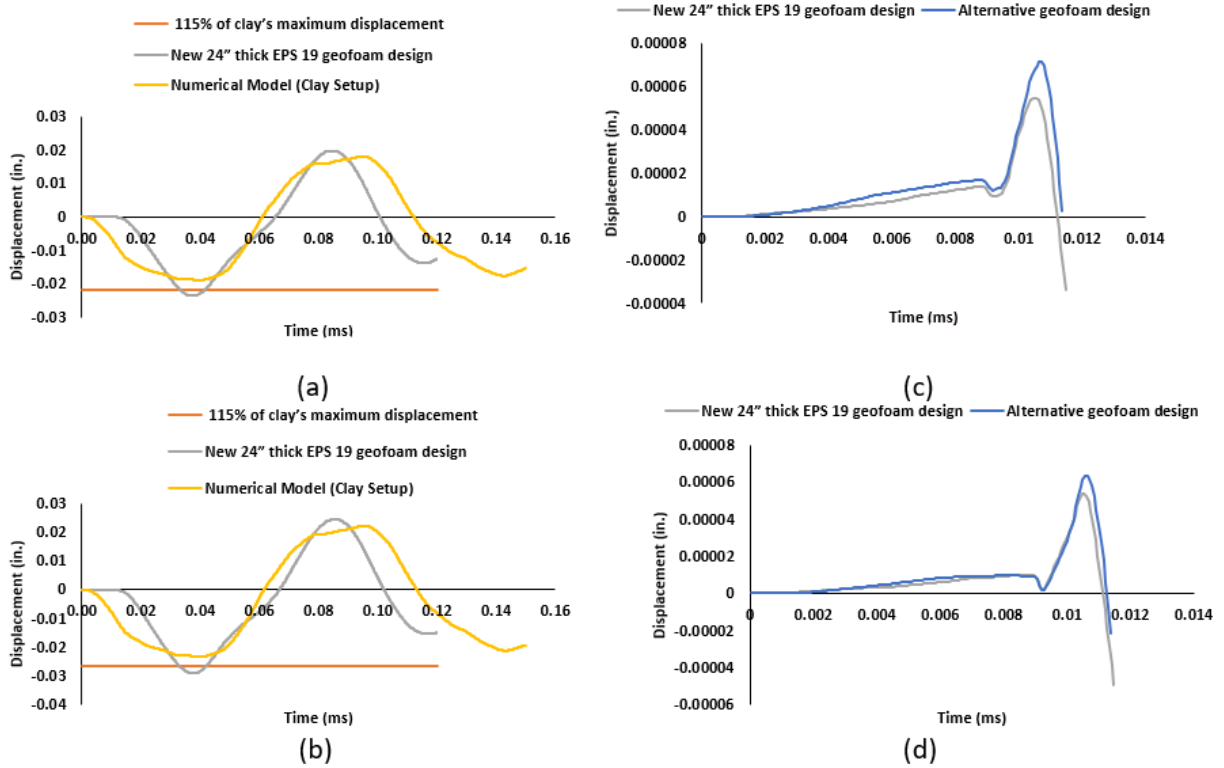 115% of clay's maximum displacement
New 24" thick EPS 19 geofoam design
Numerical Model (Clay Setup)
0.03
0.02
0.01
0
-0.01
-0.02
-0.03
0.00 0.02 0.04 0.06 0.08 0.10 0.12 0.14 0.16
Displacement (in.)
Time (ms)
(a)
New 24" thick EPS 19 geofoam design Alternative geofoam design
0.00008
0.00006
0.00004
0.00002
0
-0.00002
-0.00004
0 0.002 0.004 0.006 0.008 0.01 0.012 0.014
Displacement (in.)
Time (ms)
(c)
115% of clay's maximum displacement
New 24" thick EPS 19 geofoam design
Numerical Model (Clay Setup)
0.03
0.02
0.01
0
-0.01
-0.02
-0.03
-0.04
0.00 0.02 0.04 0.06 0.08 0.10 0.12 0.14 0.16
Displacement (in.)
Time (ms)
(b)
New 24" thick EPS 19 geofoam design Alternative geofoam design
0.00008
0.00006
0.00004
0.00002
0
-0.00002
-0.00004
-0.00006
0 0.002 0.004 0.006 0.008 0.01 0.012 0.014
Displacement (in.)
Time (ms)
(d)